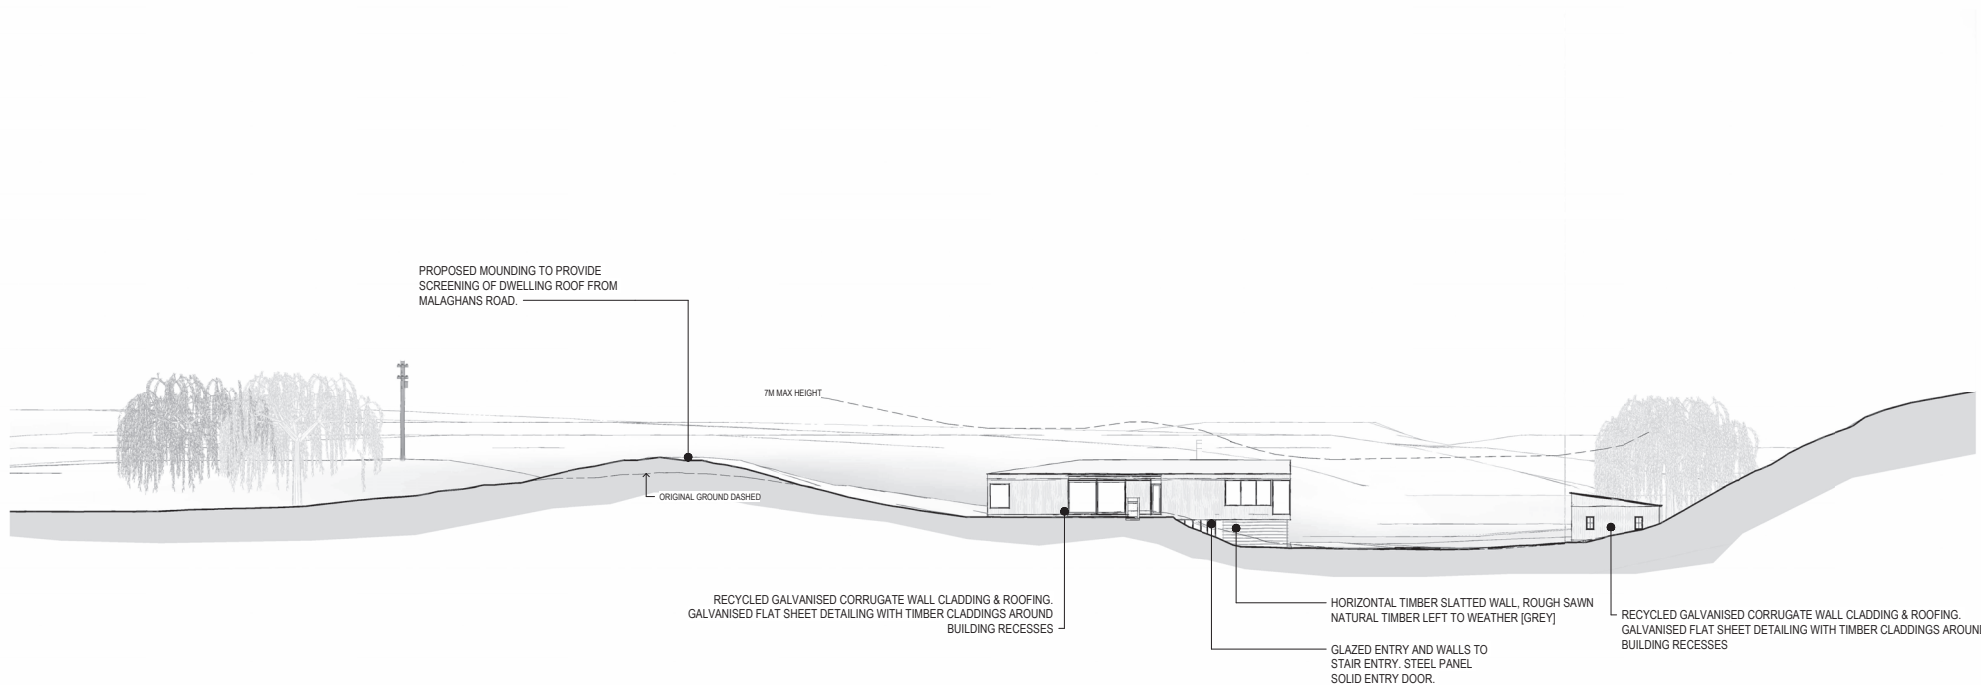 PROPOSED MOUNDING TO PROVIDE
SCREENING OF DWELLING ROOF FROM
MALAGHANS ROAD.
7M MAX HEIGHT
ORIGINAL GROUND DASHED
RECYCLED GALVANISED CORRUGATE WALL CLADDING & ROOFING.
GALVANISED FLAT SHEET DETAILING WITH TIMBER CLADDINGS AROUND
BUILDING RECESSES
HORIZONTAL TIMBER SLATTED WALL, ROUGH SAWN
NATURAL TIMBER LEFT TO WEATHER [GREY]
GLAZED ENTRY AND WALLS TO
STAIR ENTRY. STEEL PANEL
SOLID ENTRY DOOR.
RECYCLED GALVANISED CORRUGATE WALL CLADDING & ROOFING.
GALVANISED FLAT SHEET DETAILING WITH TIMBER CLADDINGS AROUND
BUILDING RECESSES